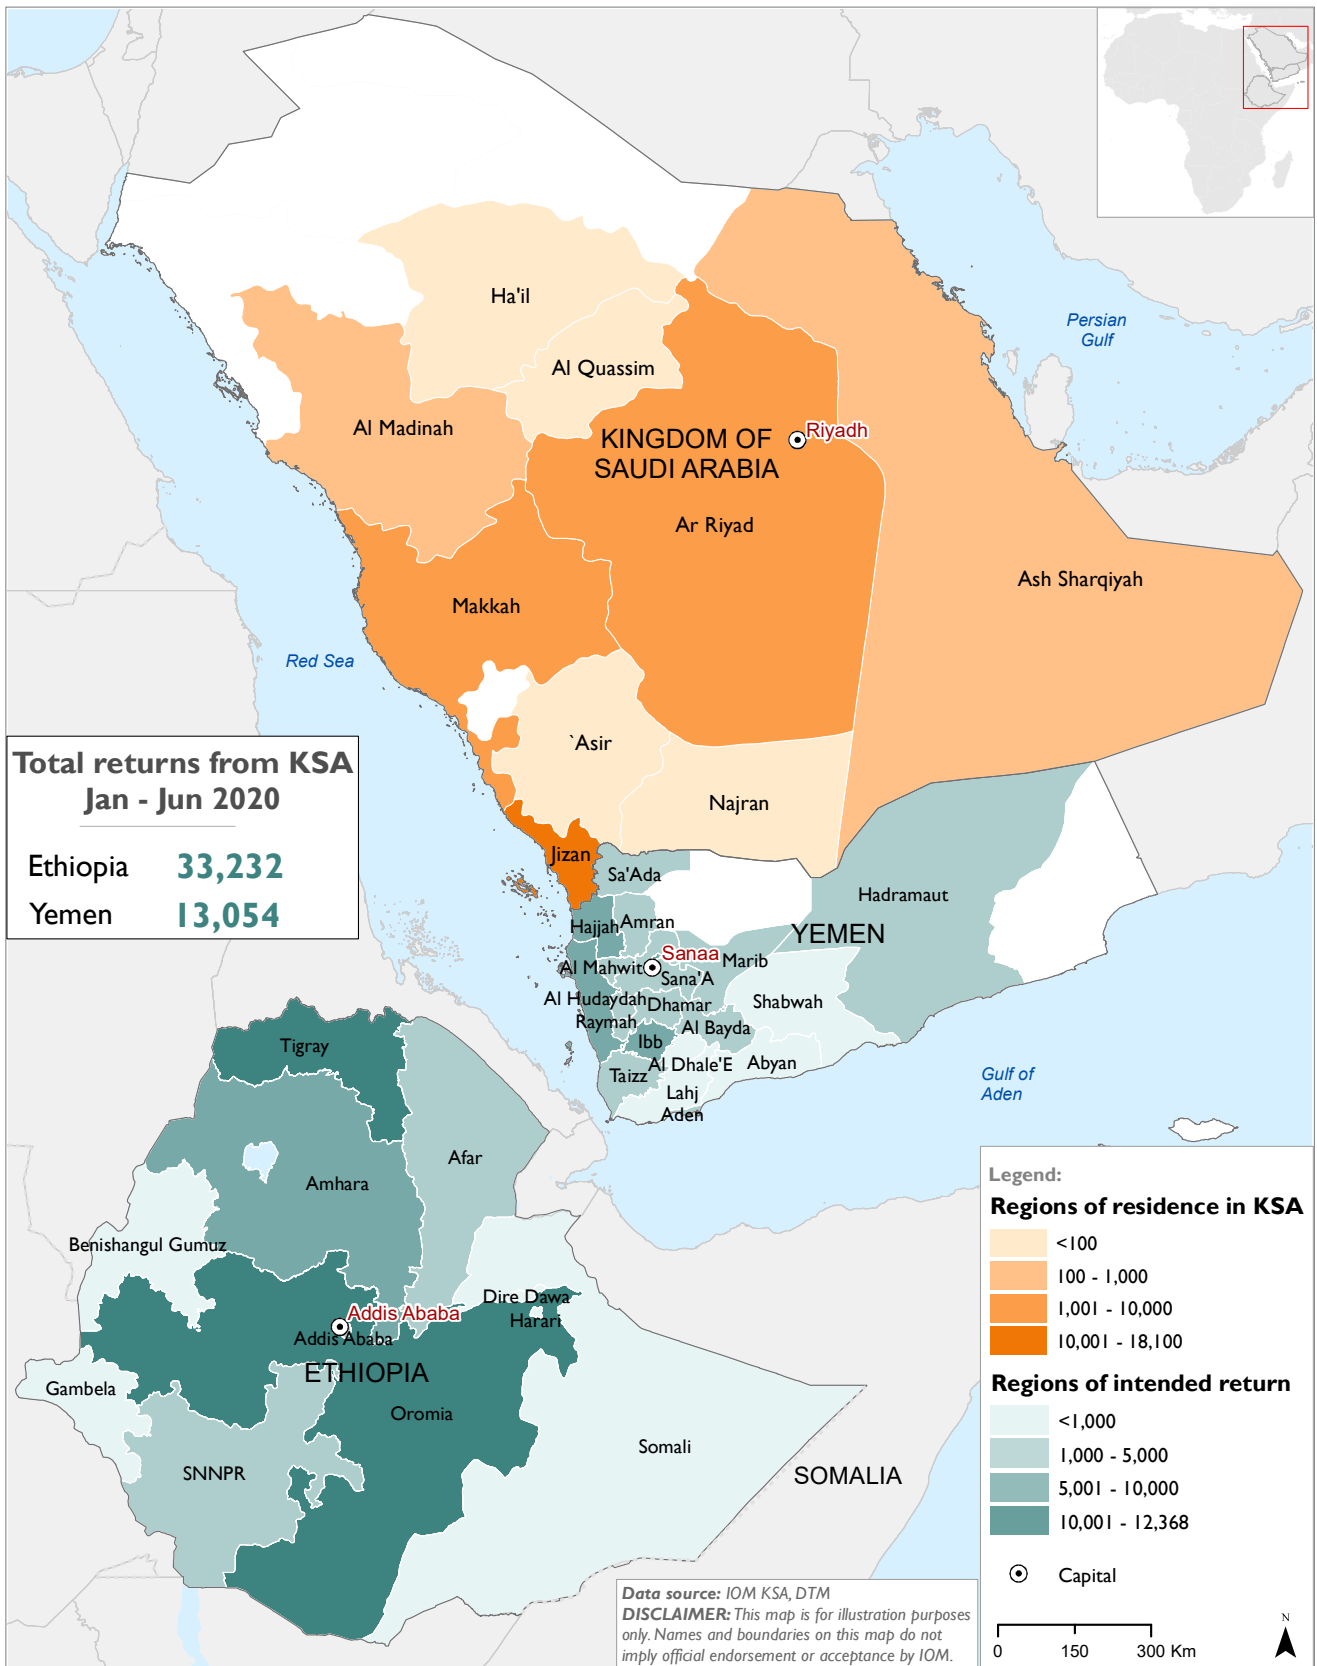 Ha'il
Al Quassim
Persian
Gulf
Al Madinah
KINGDOM OF
SAUDI ARABIA
Riyadh
Ar Riyad
Ash Sharqiyah
Makkah
Red Sea
`Asir
Najran
Total returns from KSA
Jan - Jun 2020
Ethiopia 33,232
Yemen 13,054
Jizan
Sa'Ada
Hadramaut
Hajjah
Amran
YEMEN
Sanaa
Marib
Al Mahwit
Sana'A
Al Hudaydah
Dhamar
Shabwah
Raymah
Al Bayda
Ibb
Al Dhale'E
Abyan
Taizz
Lahj
Aden
Gulf of
Aden
Tigray
Afar
Amhara
Benishangul Gumuz
Dire Dawa
Harari
Addis Ababa
Addis Ababa
ETHIOPIA
Gambela
Oromia
Somali
SNNPR
SOMALIA
Legend:
Regions of residence in KSA
<100
100 - 1,000
1,001 - 10,000
10,001 - 18,100
Regions of intended return
<1,000
1,000 - 5,000
5,001 - 10,000
10,001 - 12,368
Capital
0 150 300 Km
N
Data source: IOM KSA, DTM
DISCLAIMER: This map is for illustration purposes
only. Names and boundaries on this map do not
imply official endorsement or acceptance by IOM.